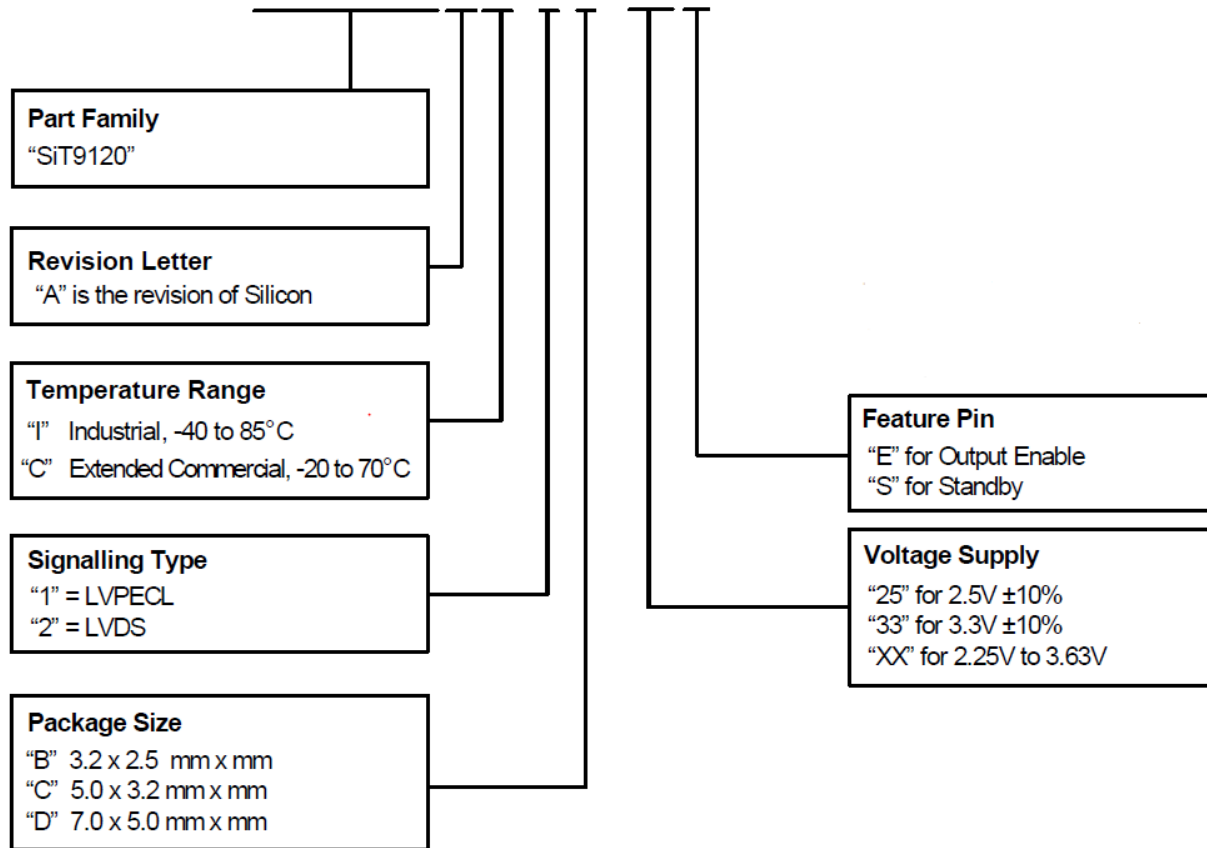 Part Family
“SiT9120”
Revision Letter
“A” is the revision of Silicon
Temperature Range
“I” Industrial, -40 to 85°C
“C” Extended Commercial, -20 to 70°C
Signalling Type
“1” = LVPECL
“2” = LVDS
Package Size
“B” 3.2 x 2.5 mm x mm
“C” 5.0 x 3.2 mm x mm
“D” 7.0 x 5.0 mm x mm
Feature Pin
“E” for Output Enable
“S” for Standby
Voltage Supply
“25” for 2.5V ±10%
“33” for 3.3V ±10%
“XX” for 2.25V to 3.63V